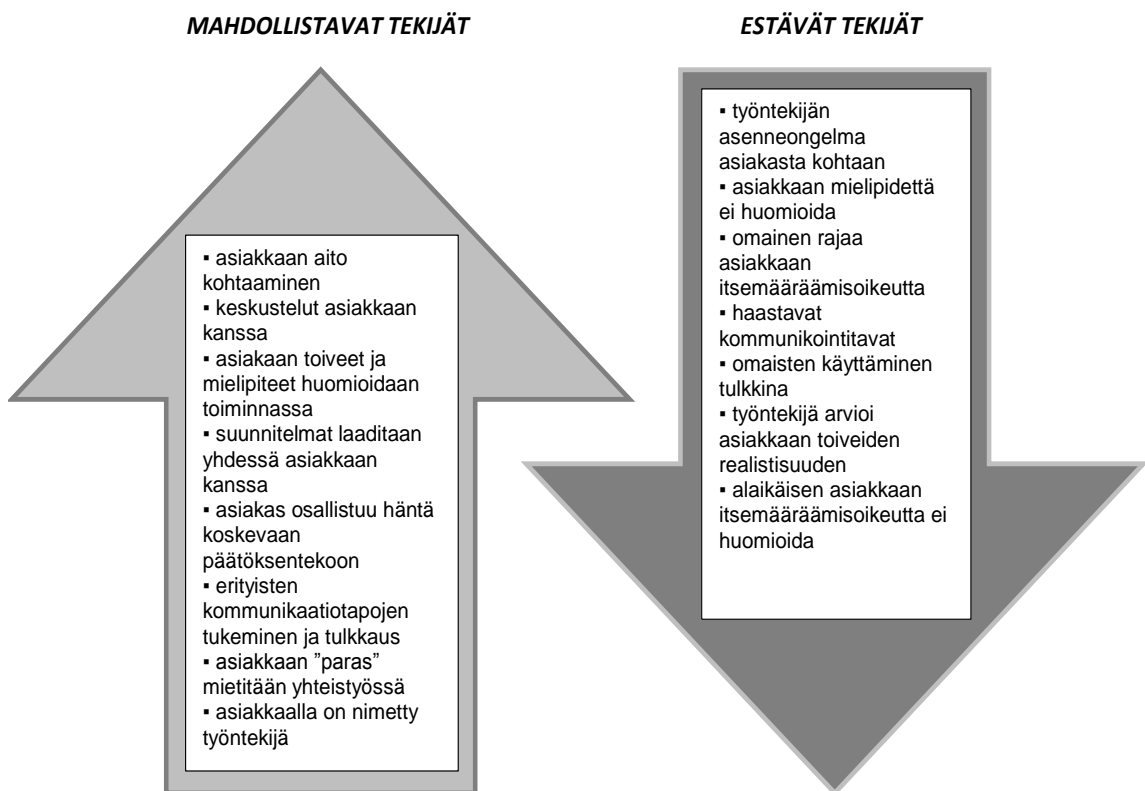 MAHDOLLISTAVAT TEKIJÄT
▪ asiakkaan aito
kohtaaminen
▪ keskustelut asiakkaan
kanssa
▪ asiakaan toiveet ja
mielipiteet huomioidaan
toiminnassa
▪ suunnitelmat laaditaan
yhdessä asiakkaan
kanssa
▪ asiakas osallistuu häntä
koskevaan
päätöksentekoon
▪ erityisten
kommunikaatiotapojen
tukeminen ja tulkkaus
▪ asiakkaan ”paras”
mietitään yhteistyössä
▪ asiakkaalla on nimetty
työntekijä
ESTÄVÄT TEKIJÄT
▪ työntekijän
asenneongelma
asiakasta kohtaan
▪ asiakkaan mielipidettä
ei huomioida
▪ omainen rajaa
asiakkaan
itsemääräämisoikeutta
▪ haastavat
kommunikointitavat
▪ omaisten käyttäminen
tulkkina
▪ työntekijä arvioi
asiakkaan toiveiden
realistisuuden
▪ alaikäisen asiakkaan
itsemääräämisoikeutta ei
huomioida